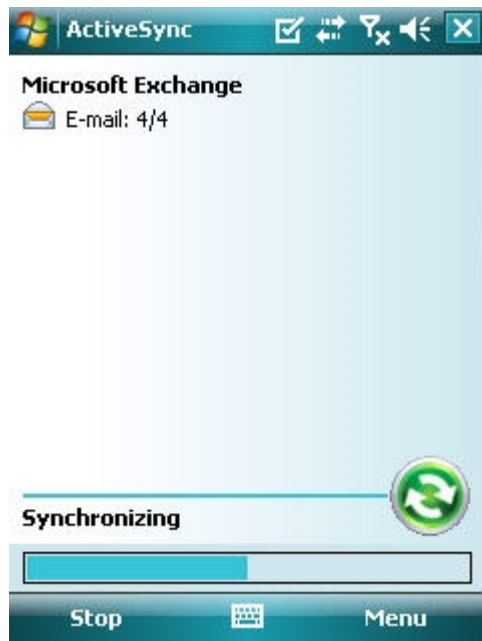 ActiveSync
Microsoft Exchange
E-mail: 4/4
Synchronizing
Stop
Menu